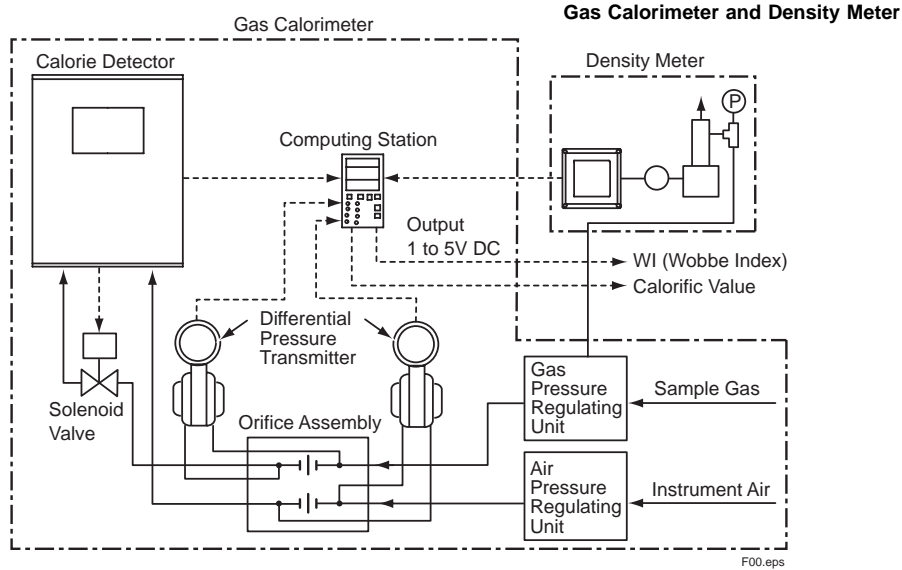 Gas Calorimeter and Density Meter
Gas Calorimeter
Calorie Detector
Density Meter
P
Computing Station
Output
1 to 5V DC
WI (Wobbe Index)
Calorific Value
Differential
Pressure
Transmitter
Solenoid
Valve
Orifice Assembly
Gas
Pressure
Regulating
Unit
Sample Gas
Air
Pressure
Regulating
Unit
Instrument Air
F00.eps